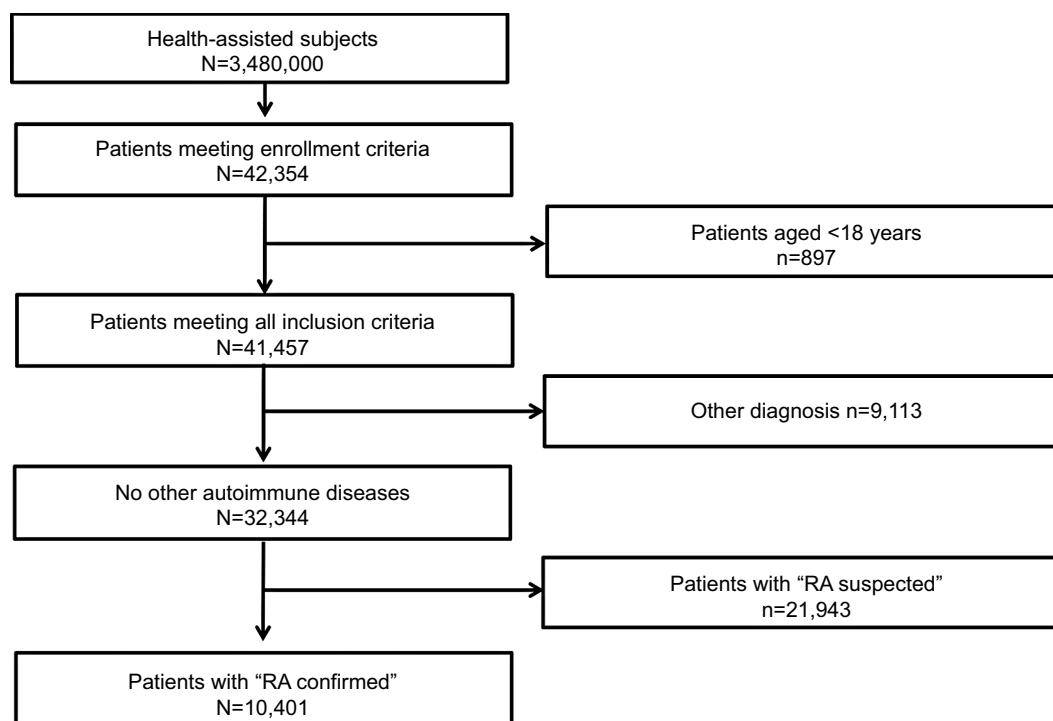 Health-assisted subjects
N=3,480,000
Patients meeting enrollment criteria
N=42,354
Patients aged <18 years
n=897
Patients meeting all inclusion criteria
N=41,457
Other diagnosis n=9,113
No other autoimmune diseases
N=32,344
Patients with “RA suspected”
n=21,943
Patients with “RA confirmed”
N=10,401